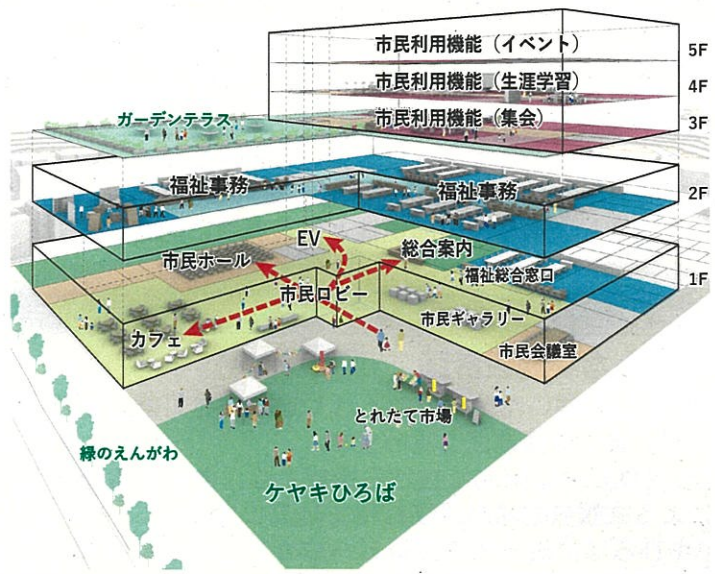 市民利用機能（イベント）
5F
市民利用機能（生涯学習）
4F
ガーデンテラス
市民利用機能（集会）
3F
福祉事務
福祉事務
2F
EV
総合案内
市民ホール
福祉総合窓口
1F
市民ロビー
市民ギャラリー
カフェ
市民会議室
とれたて市場
緑のえんがわ
ケヤキひろば